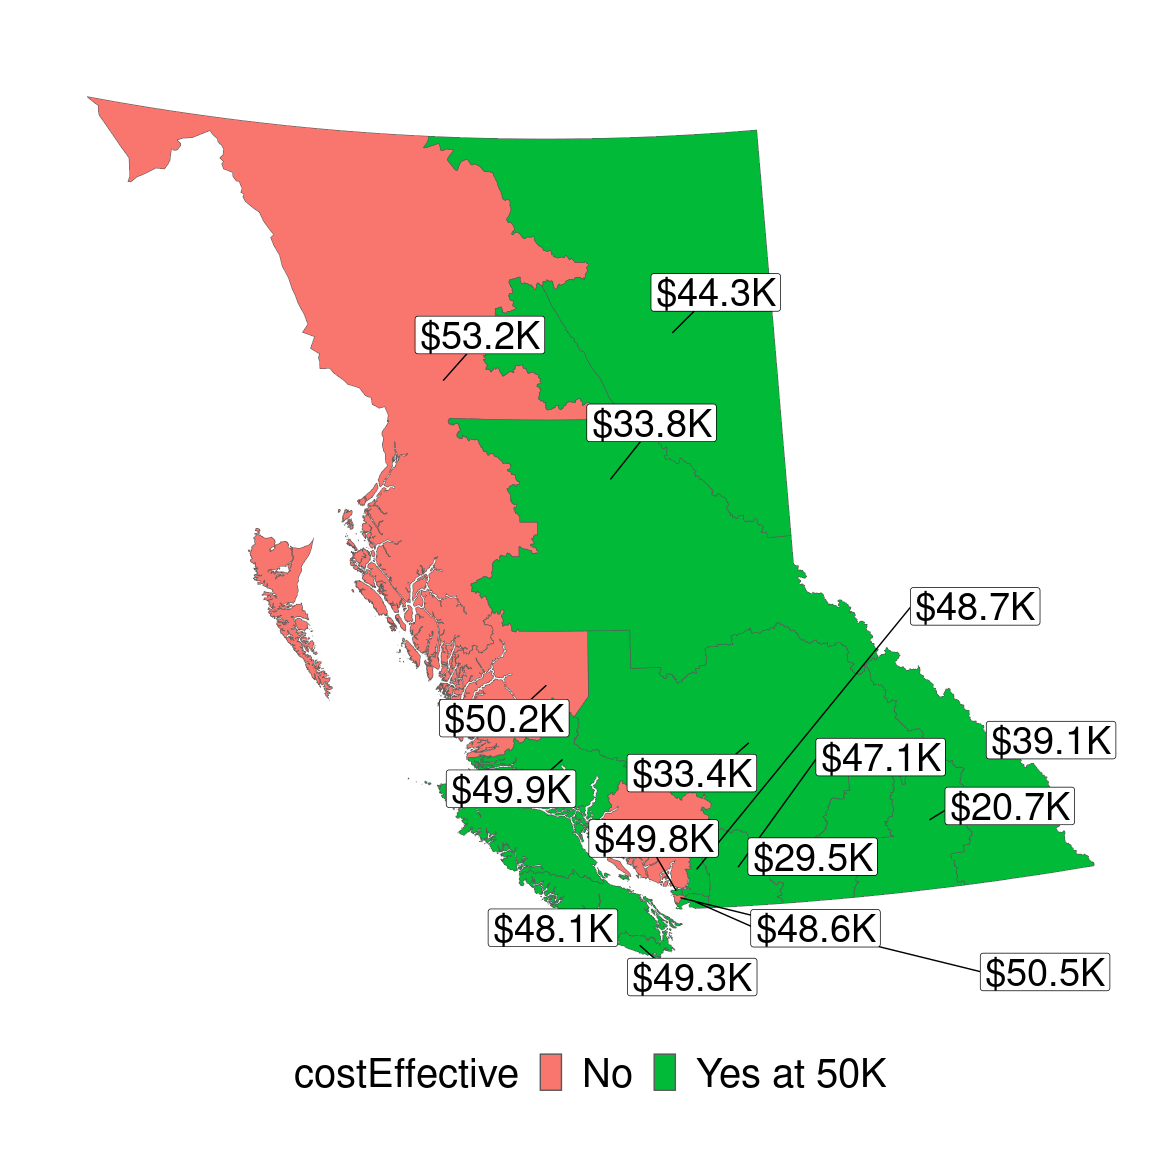 $44.3K
$53.2K
$33.8K
$48.7K
$50.2K
$39.1K
$47.1K
$33.4K
$49.9K
$20.7K
$49.8K
$29.5K
$48.1K
$48.6K
$49.3K
$50.5K
costEffective No Yes at 50K